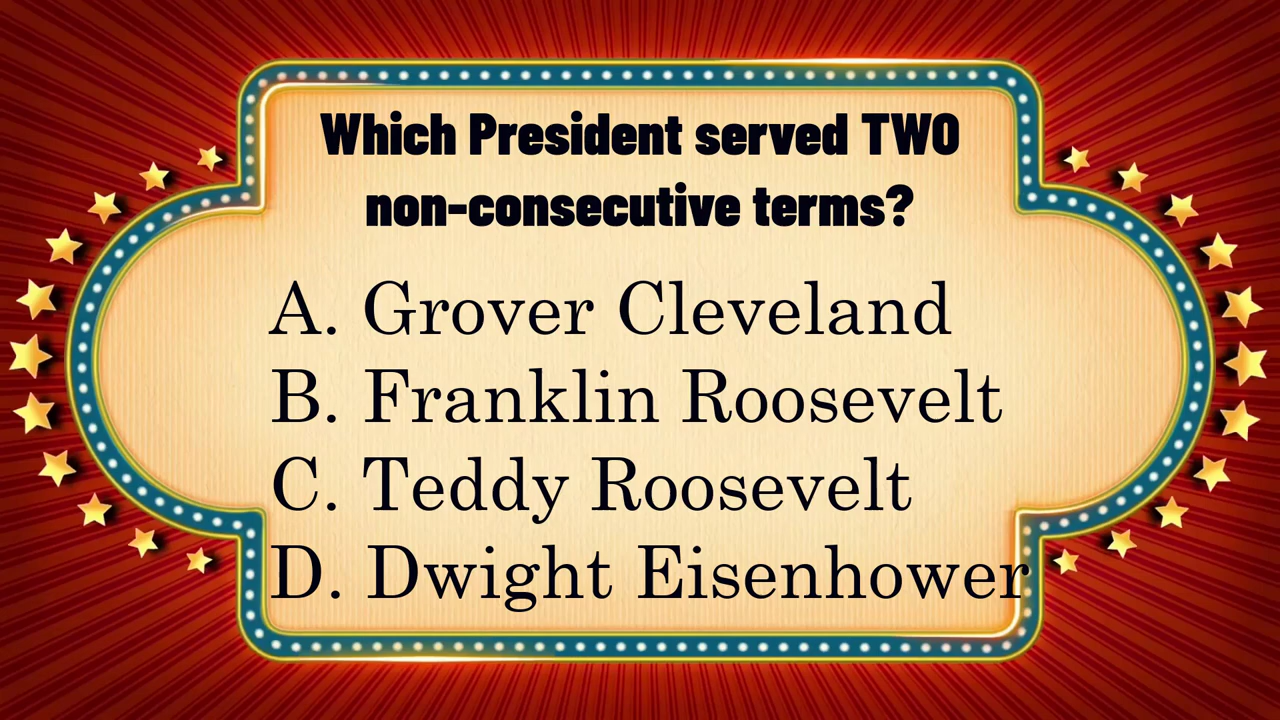 Which President served TWO
non-consecutive terms?
A. Grover Cleveland
B. Franklin Roosevelt
C. Teddy Roosevelt
D. Dwight Eisenhower